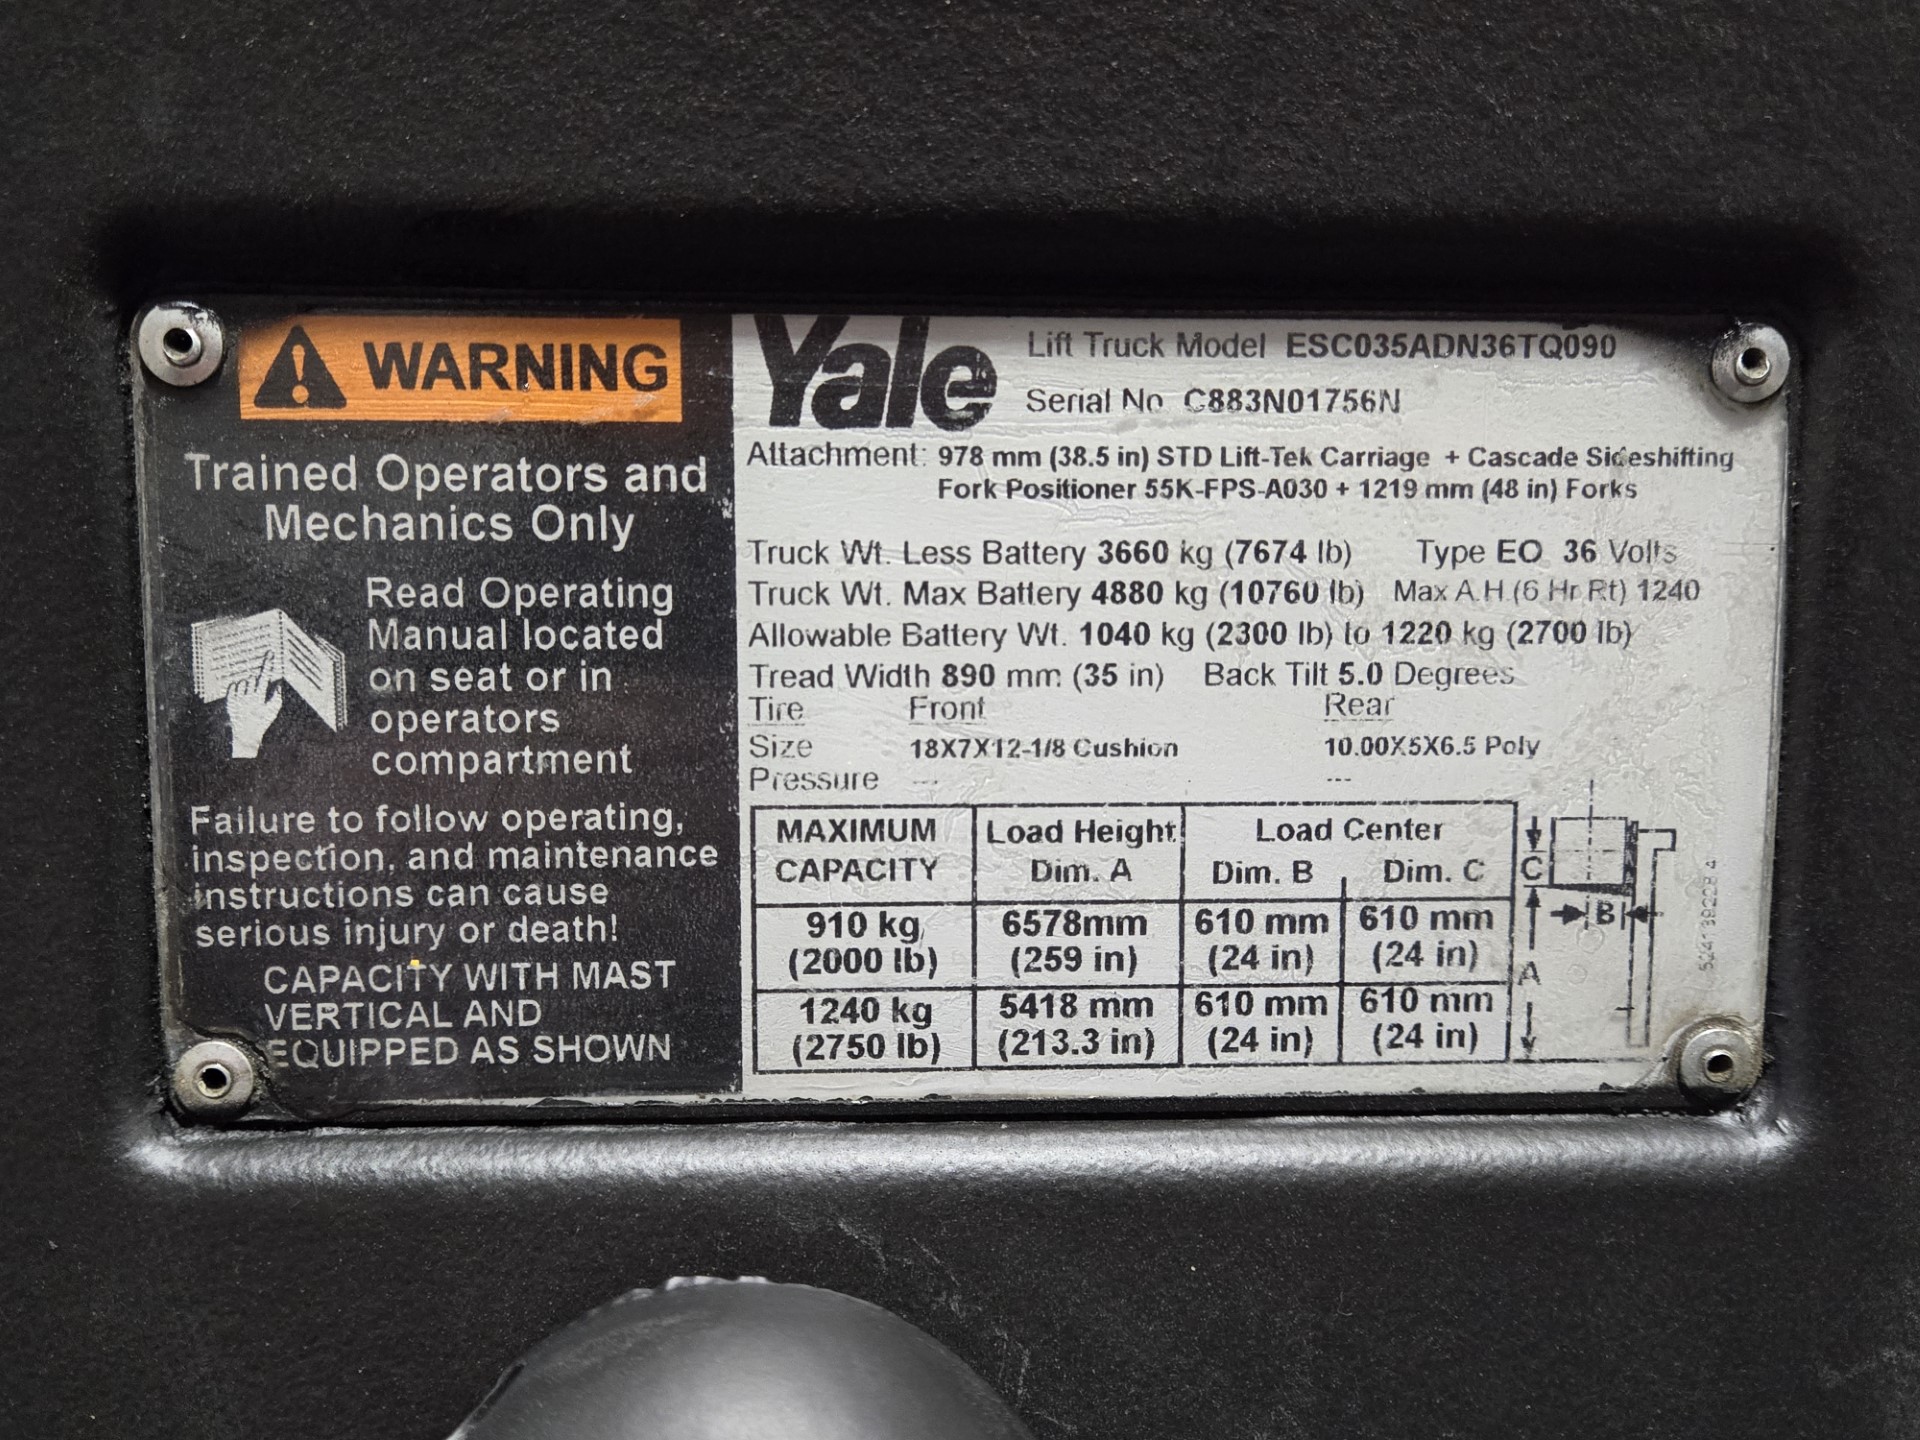 WARNING
Trained Operators and
Mechanics Only
Read Operating
Manual located
on seat or in
operators
compartment
Failure to follow operating,
inspection, and maintenance
instructions can cause
serious injury or death!
CAPACITY WITH MAST
VERTICAL AND
EQUIPPED AS SHOWN
Yale
Lift Truck Model ESC035ADN36TQ090
Serial No C883N01756N
Attachment: 978 mm (38.5 in) STD Lift-Tek Carriage + Cascade Sideshifting
Fork Positioner 55K-FPS-A030 + 1219 mm (48 in) Forks
Truck Wt. Less Battery 3660 kg (7674 lb) Type EO 36 Volts
Truck Wt. Max Battery 4880 kg (10760 lb) Max A.H.(6 Hr Rt) 1240
Allowable Battery Wt. 1040 kg (2300 lb) to 1220 kg (2700 lb)
Tread Width 890 mm (35 in) Back Tilt 5.0 Degrees
Tire Front Rear
Size 18X7X12-1/8 Cushion 10.00X5X6.5 Poly
Pressure --- ---
MAXIMUM CAPACITY Load Height Dim. A Load Center
Dim. B Dim. C
910 kg 6578mm 610 mm 610 mm
(2000 lb) (259 in) (24 in) (24 in)
1240 kg 5418 mm 610 mm 610 mm
(2750 lb) (213.3 in) (24 in) (24 in)
C
B
A